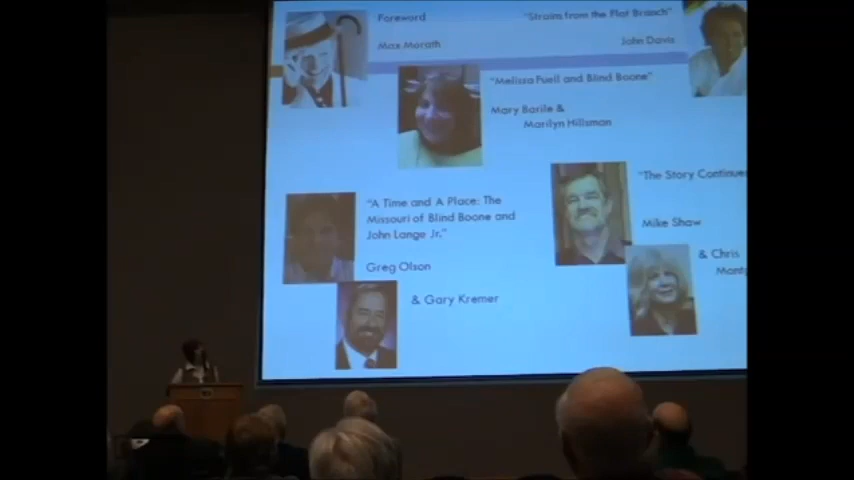 Foreword
Max Morath
"Strains from the Flat Branch"
John Davis
"Melissa Fuell and Blind Boone"
Mary Barile &
Marilyn Hillsman
"The Story Continue
Mike Shaw
& Chris
"A Time and A Place: The
Missouri of Blind Boone and
John Lange Jr."
Greg Olson
& Gary Kremer